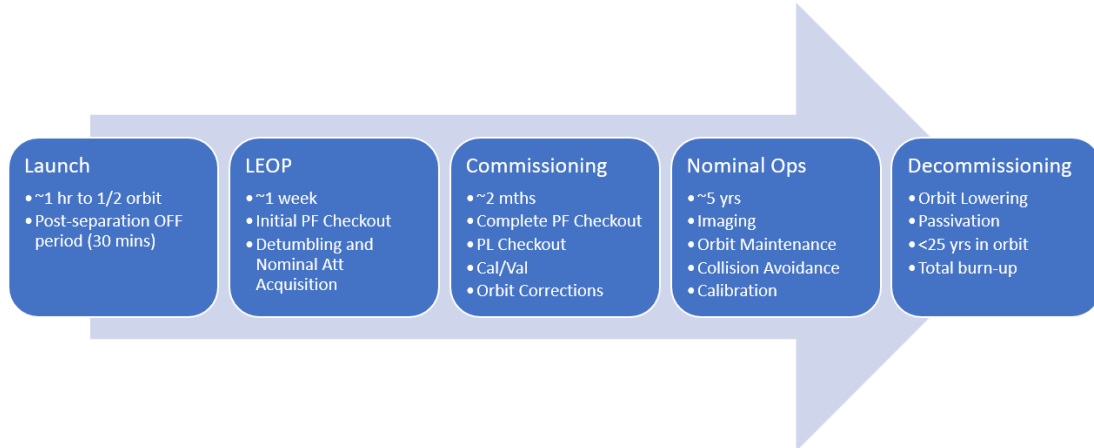 Launch
• ~1 hr to 1/2 orbit
• Post-separation OFF
period (30 mins)
LEOP
• ~1 week
• Initial PF Checkout
• Detumbling and
Nominal Att
Acquisition
Commissioning
• ~2 mths
• Complete PF Checkout
• PL Checkout
• Cal/Val
• Orbit Corrections
Nominal Ops
• ~5 yrs
• Imaging
• Orbit Maintenance
• Collision Avoidance
• Calibration
Decommissioning
• Orbit Lowering
• Passivation
• <25 yrs in orbit
• Total burn-up